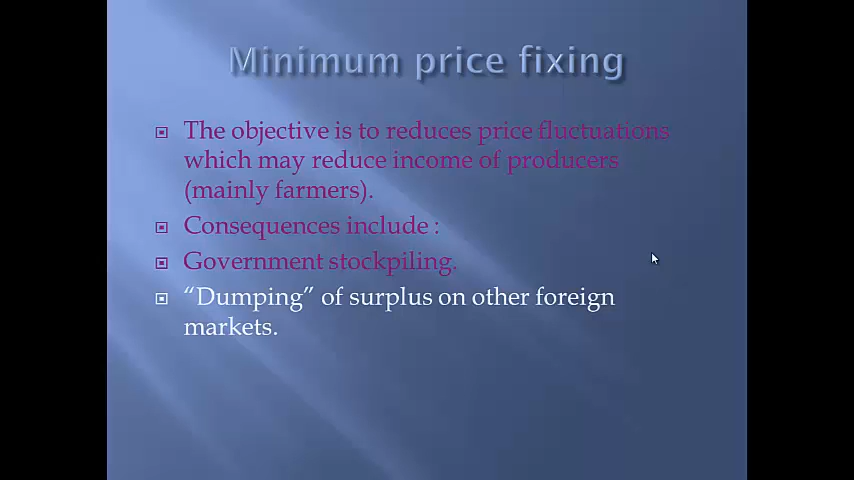 Minimum price fixing
The objective is to reduces price fluctuations
which may reduce income of producers
(mainly farmers).
Consequences include :
Government stockpiling.
“Dumping” of surplus on other foreign
markets.